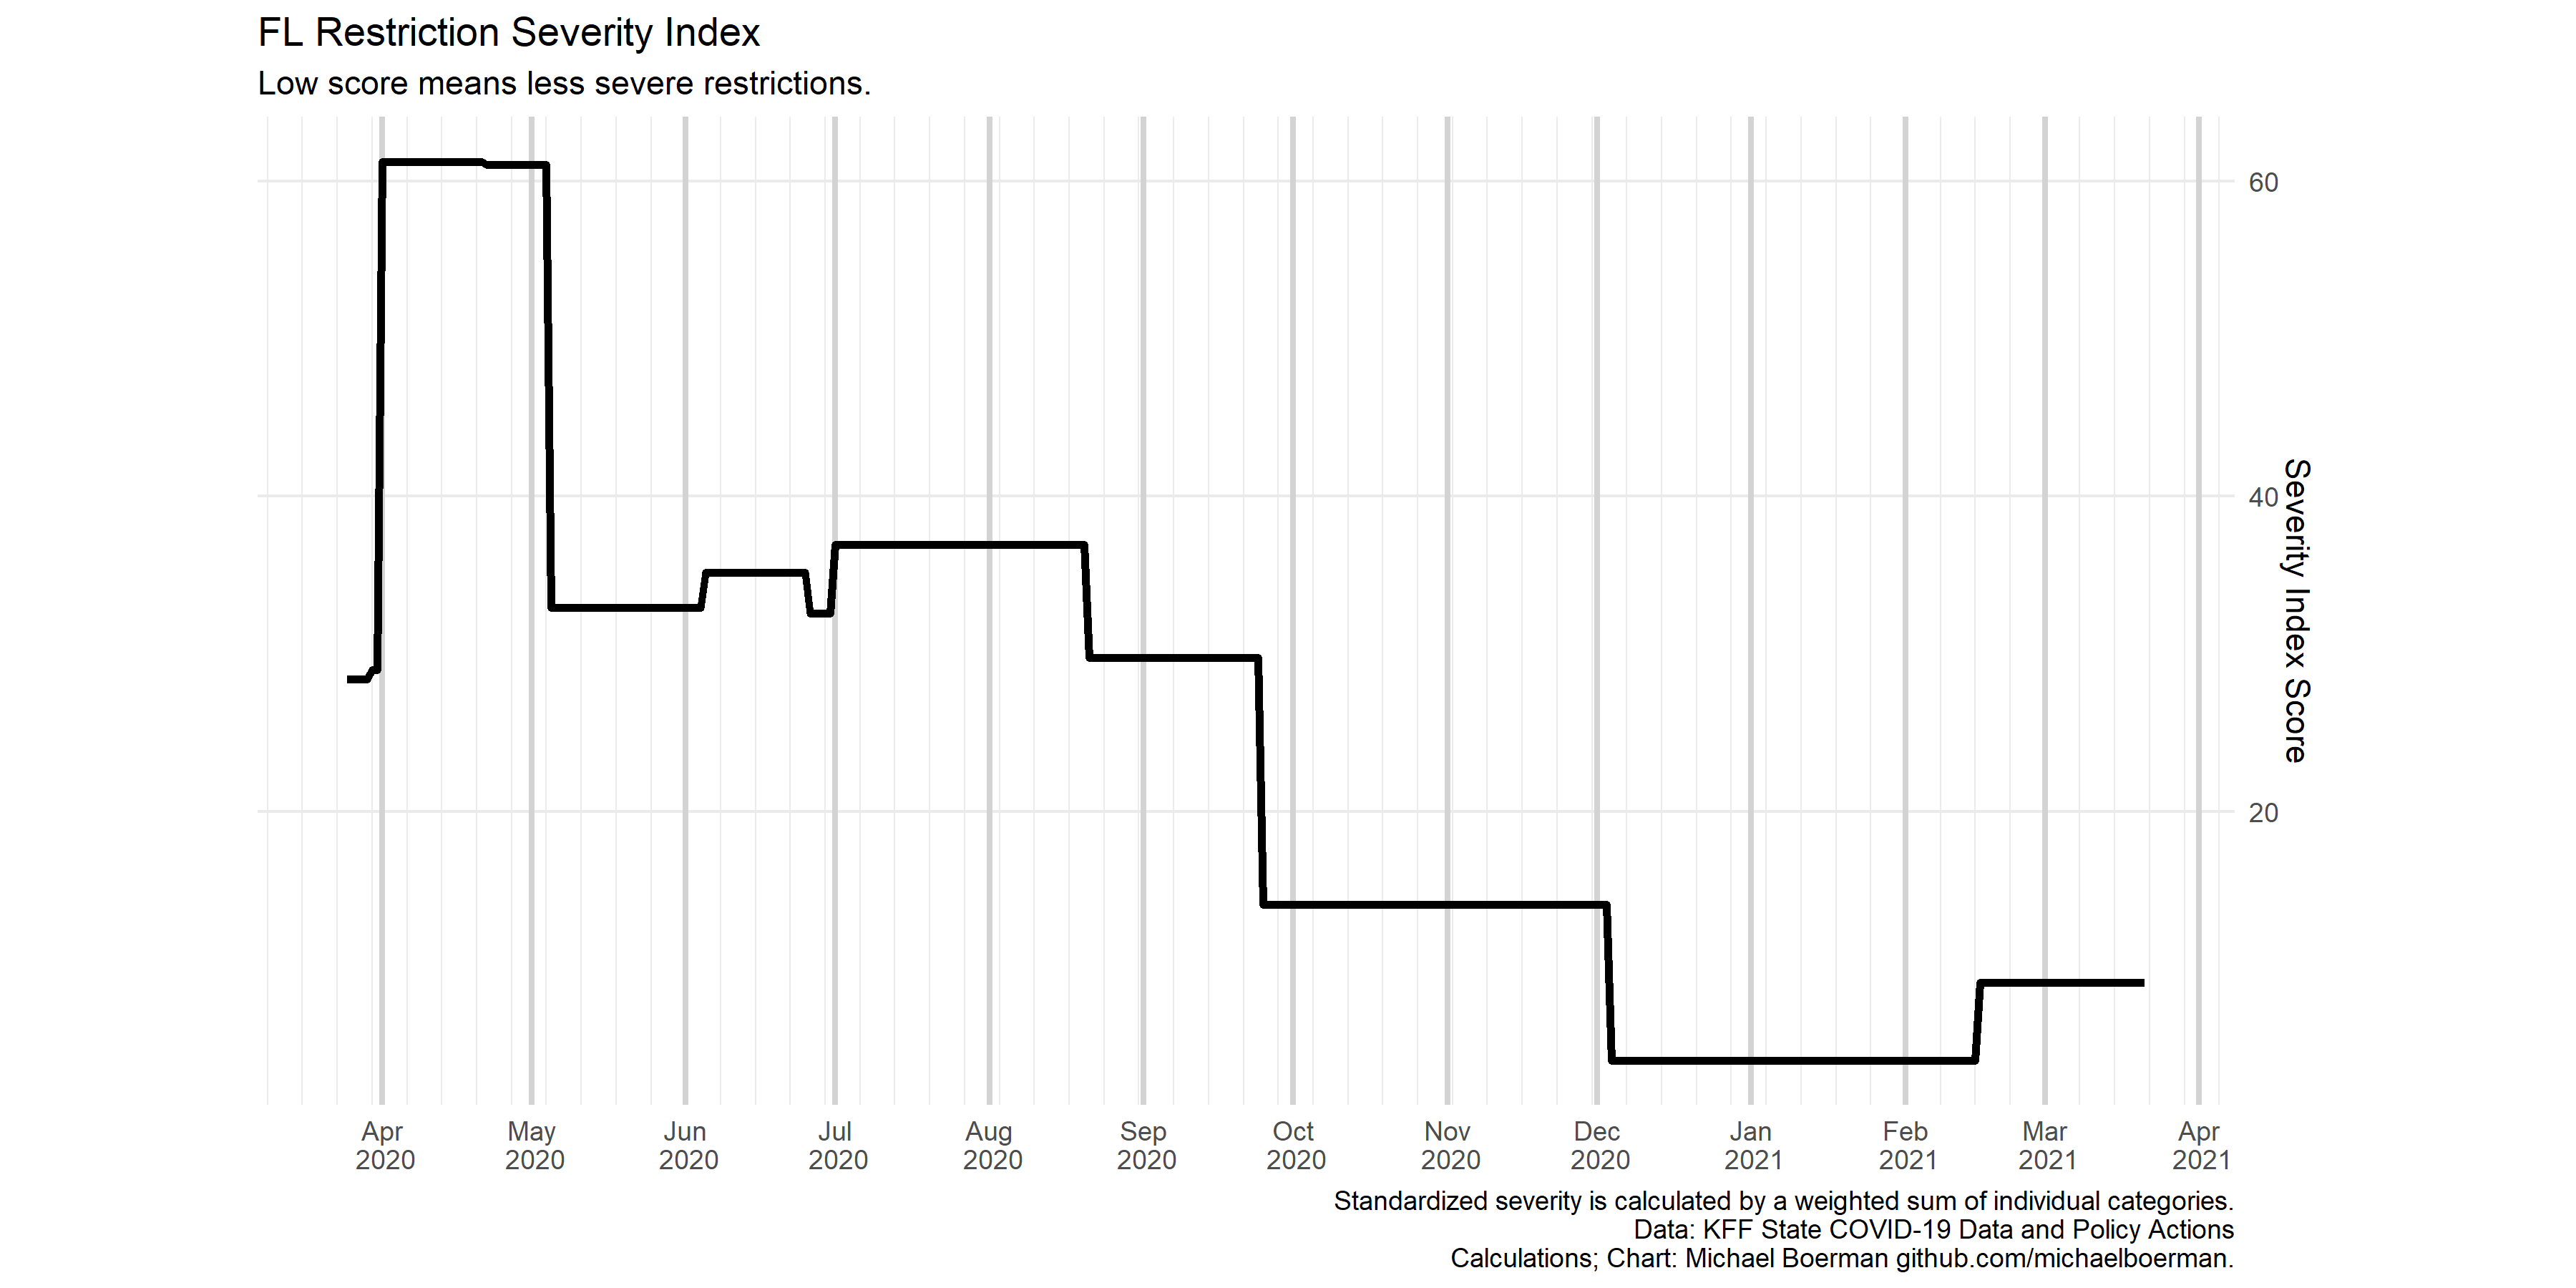 FL Restriction Severity Index
Low score means less severe restrictions.
60
40
20
Severity Index Score
Apr
2020
May
2020
Jun
2020
Jul
2020
Aug
2020
Sep
2020
Oct
2020
Nov
2020
Dec
2020
Jan
2021
Feb
2021
Mar
2021
Apr
2021
Standardized severity is calculated by a weighted sum of individual categories.
Data: KFF State COVID-19 Data and Policy Actions
Calculations; Chart: Michael Boerman github.com/michaelboerman.